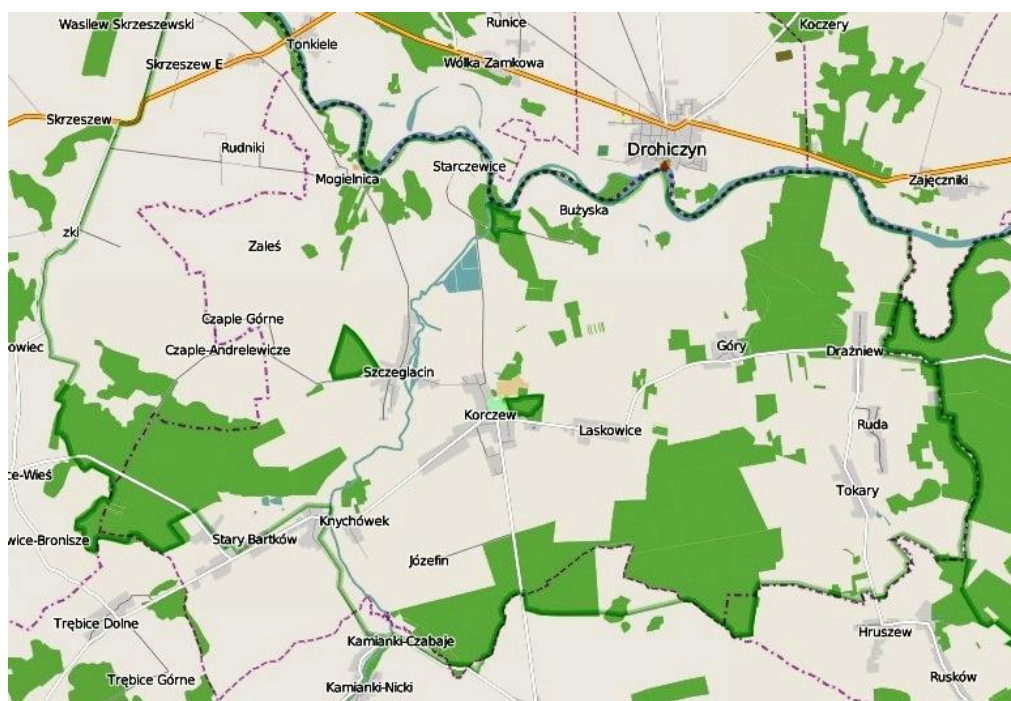 Wasilew Skrzeszewski
Runice
Koczery
Tonkiele
Skrzeszew E
Wólka Zamkowa
Skrzeszew
Rudniki
Drohiczyn
Starczewice
Mogielnica
Zajęczniki
Bużyska
zki
Zaleś
Czaple Górne
owiec
Czaple-Andrelewicze
Góry
Drażniew
Szczeglacin
Korczew
Laskowice
Ruda
ce-Wieś
Tokary
Knychówek
wice-Bronisze
Stary Bartków
Józefin
Trębice Dolne
Hruszew
Kamianki-Czabaje
Trębice Górne
Kamianki-Nicki
Rusków